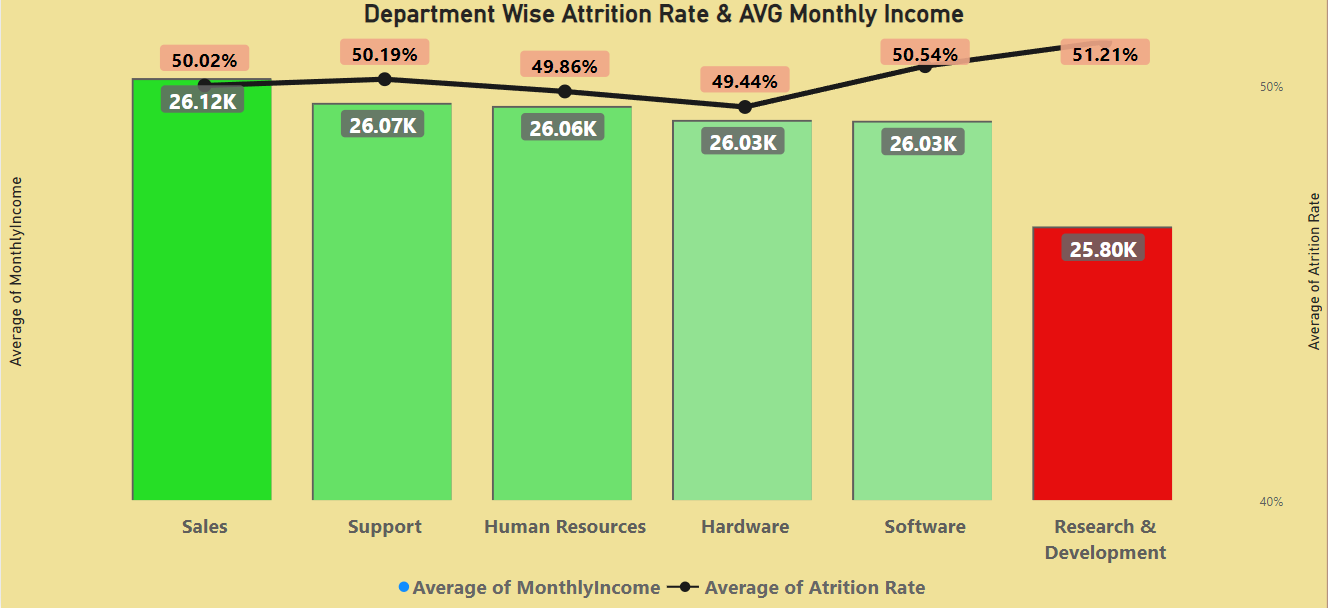 Department Wise Attrition Rate & AVG Monthly Income
50.02%
50.19%
49.86%
49.44%
50.54%
51.21%
26.12K
26.07K
26.06K
26.03K
26.03K
25.80K
50%
40%
Average of MonthlyIncome
Average of Atrition Rate
Sales
Support
Human Resources
Hardware
Software
Research &
Development
Average of MonthlyIncome
Average of Atrition Rate